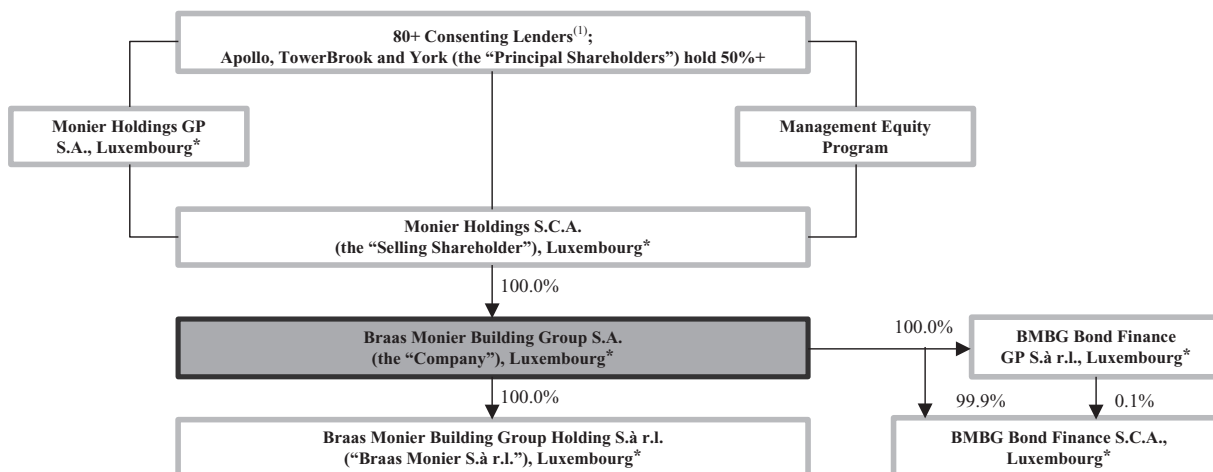 80+ Consenting Lenders(1);
Apollo, TowerBrook and York (the “Principal Shareholders”) hold 50%+
Monier Holdings GP
S.A., Luxembourg*
Management Equity
Program
Monier Holdings S.C.A.
(the “Selling Shareholder”), Luxembourg*
100.0%
Braas Monier Building Group S.A.
(the “Company”), Luxembourg*
100.0%
BMBG Bond Finance
GP S.à r.l., Luxembourg*
100.0%
99.9%
0.1%
Braas Monier Building Group Holding S.à r.l.
(“Braas Monier S.à r.l.”), Luxembourg*
BMBG Bond Finance S.C.A.,
Luxembourg*